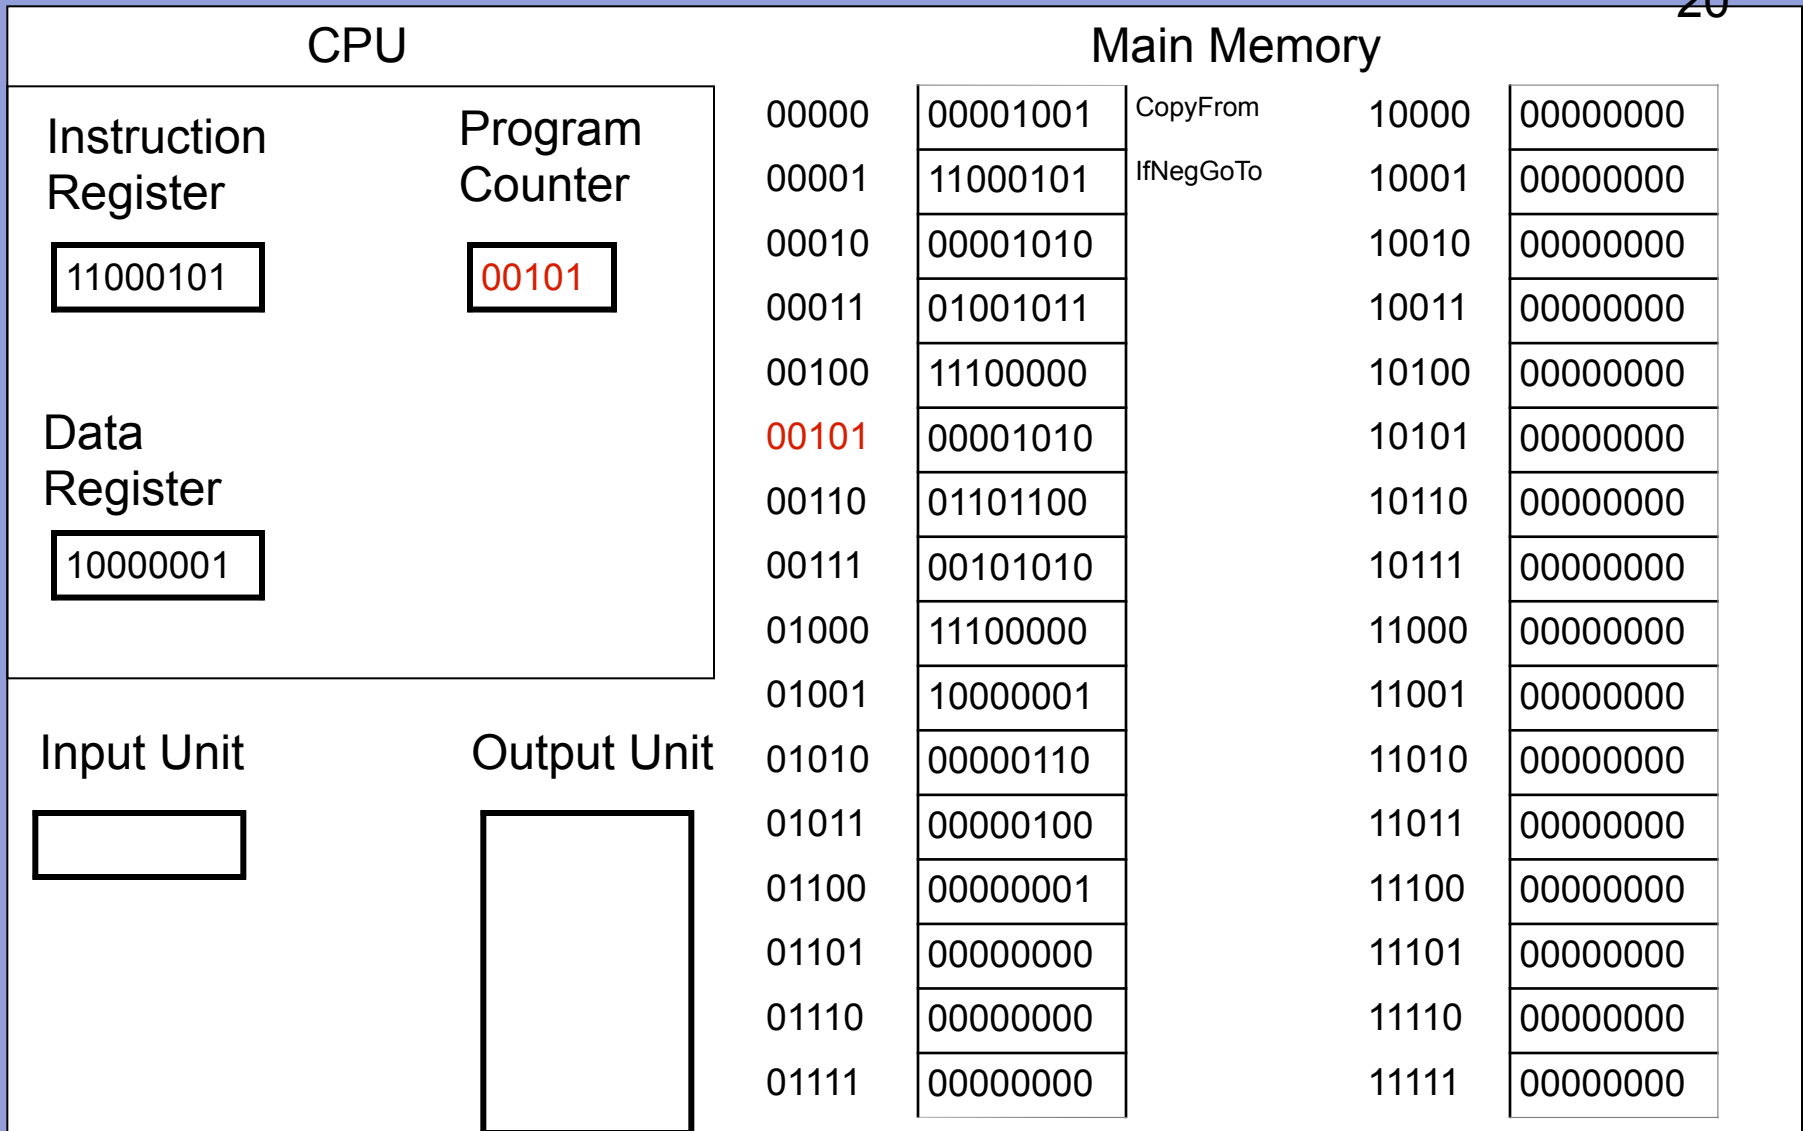 20
CPU
Main Memory
Instruction
Register
11000101
Program
Counter
00101
Data
Register
10000001
Input Unit
Output Unit
00000 00001001 CopyFrom
00001 11000101 IfNegGoTo
00010 00001010
00011 01001011
00100 11100000
00101 00001010
00110 01101100
00111 00101010
01000 11100000
01001 10000001
01010 00000110
01011 00000100
01100 00000001
01101 00000000
01110 00000000
01111 00000000
10000 00000000
10001 00000000
10010 00000000
10011 00000000
10100 00000000
10101 00000000
10110 00000000
10111 00000000
11000 00000000
11001 00000000
11010 00000000
11011 00000000
11100 00000000
11101 00000000
11110 00000000
11111 00000000